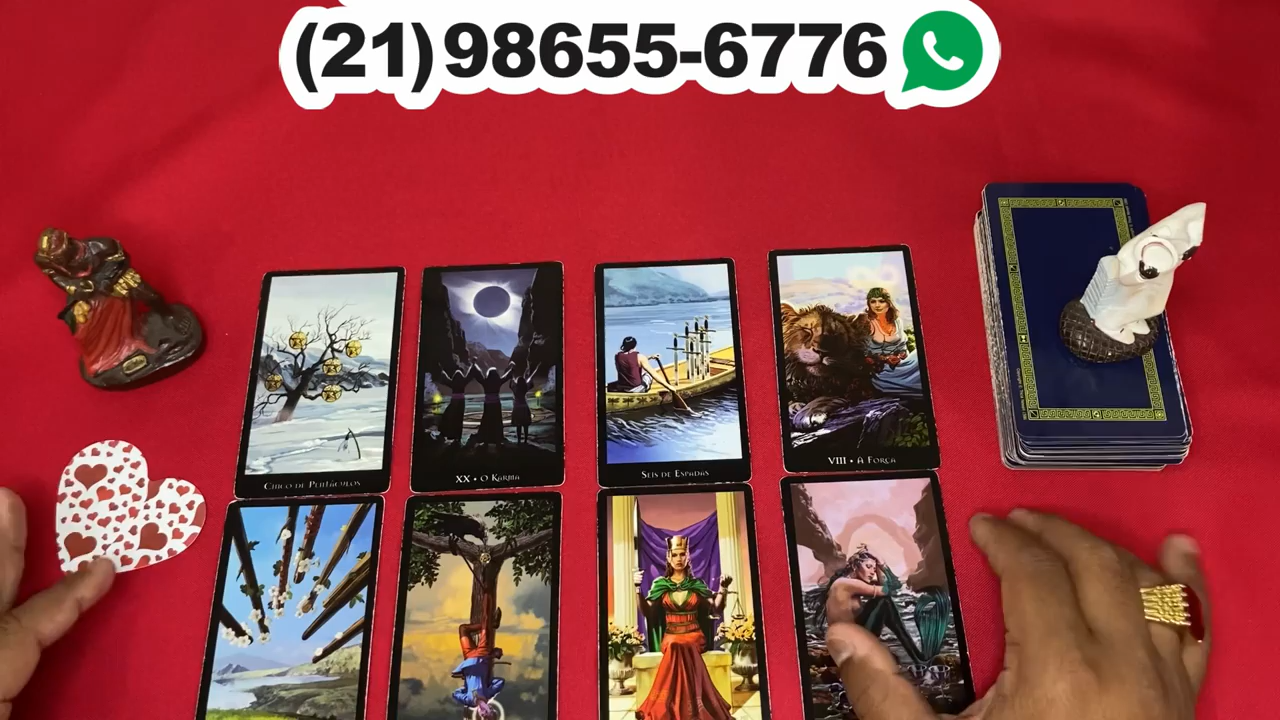 (21)98655-6776
Cinco de Pentáculos
XX • O Karma
Seis de Espadas
VIII • A Força